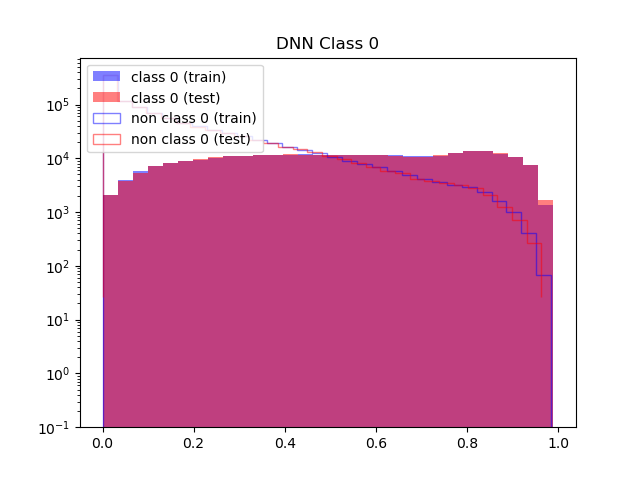 DNN Class 0
class 0 (train)
class 0 (test)
non class 0 (train)
non class 0 (test)
10⁵
10⁴
10³
10²
10¹
10⁰
10⁻¹
0.0 0.2 0.4 0.6 0.8 1.0